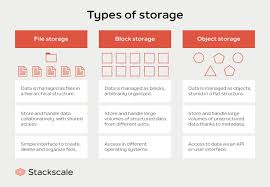 Types of storage
File storage
Block storage
Object storage
Data is managed as files in
a hierarchical structure.
Data is managed as blocks,
arbitrarily organized.
Data is managed as objects,
stored in a flat structure.
Store and handle data
collaboratively, with shared
access.
Store and handle large
volumes of structured data
from different units.
Store and handle large
amounts of unstructured
data thanks to metadata.
Simple interface to create,
delete and organize files.
Access in different
operating systems.
Access to data via an API
or user interface.
Stackscale